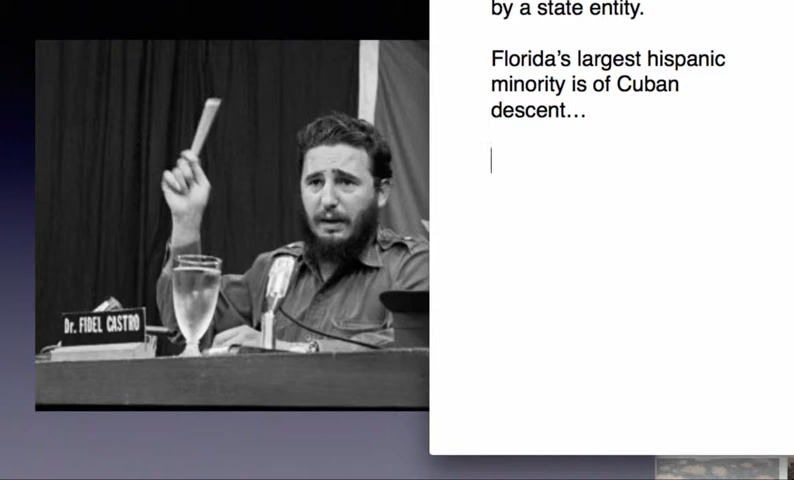 by a state entity.
Florida’s largest hispanic
minority is of Cuban
descent…
Dr. FIDEL CASTRO